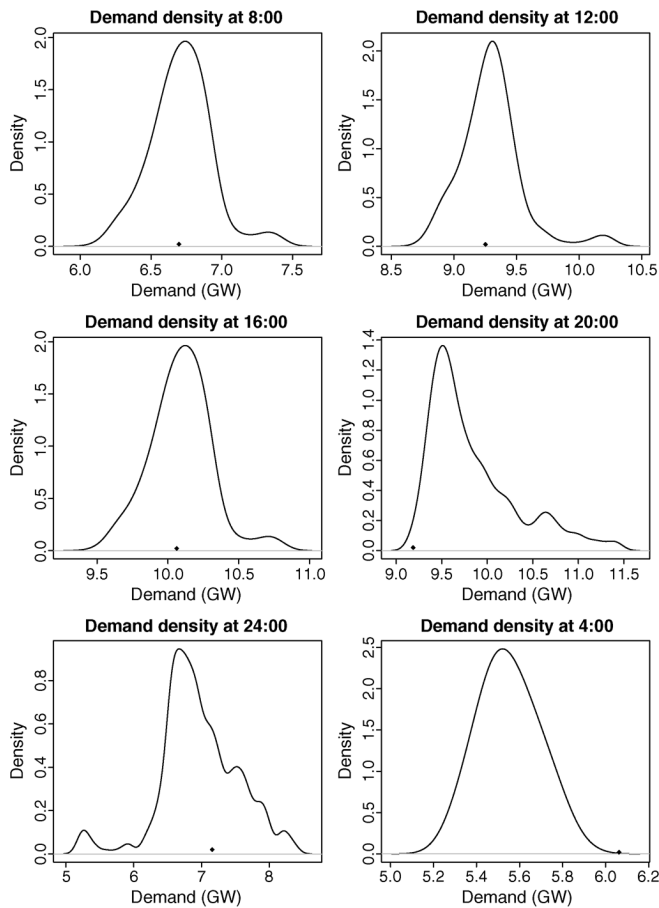 Demand density at 8:00
Density
0.0 0.5 1.0 1.5 2.0
6.0 6.5 7.0 7.5
Demand (GW)
Demand density at 12:00
Density
0.0 0.5 1.0 1.5 2.0
8.5 9.0 9.5 10.0 10.5
Demand (GW)
Demand density at 16:00
Density
0.0 0.5 1.0 1.5 2.0
9.5 10.0 10.5 11.0
Demand (GW)
Demand density at 20:00
Density
0.0 0.2 0.4 0.6 0.8 1.0 1.2 1.4
9.0 9.5 10.0 10.5 11.0 11.5
Demand (GW)
Demand density at 24:00
Density
0.0 0.2 0.4 0.6 0.8
5 6 7 8
Demand (GW)
Demand density at 4:00
Density
0.0 0.5 1.0 1.5 2.0 2.5
5.0 5.2 5.4 5.6 5.8 6.0 6.2
Demand (GW)